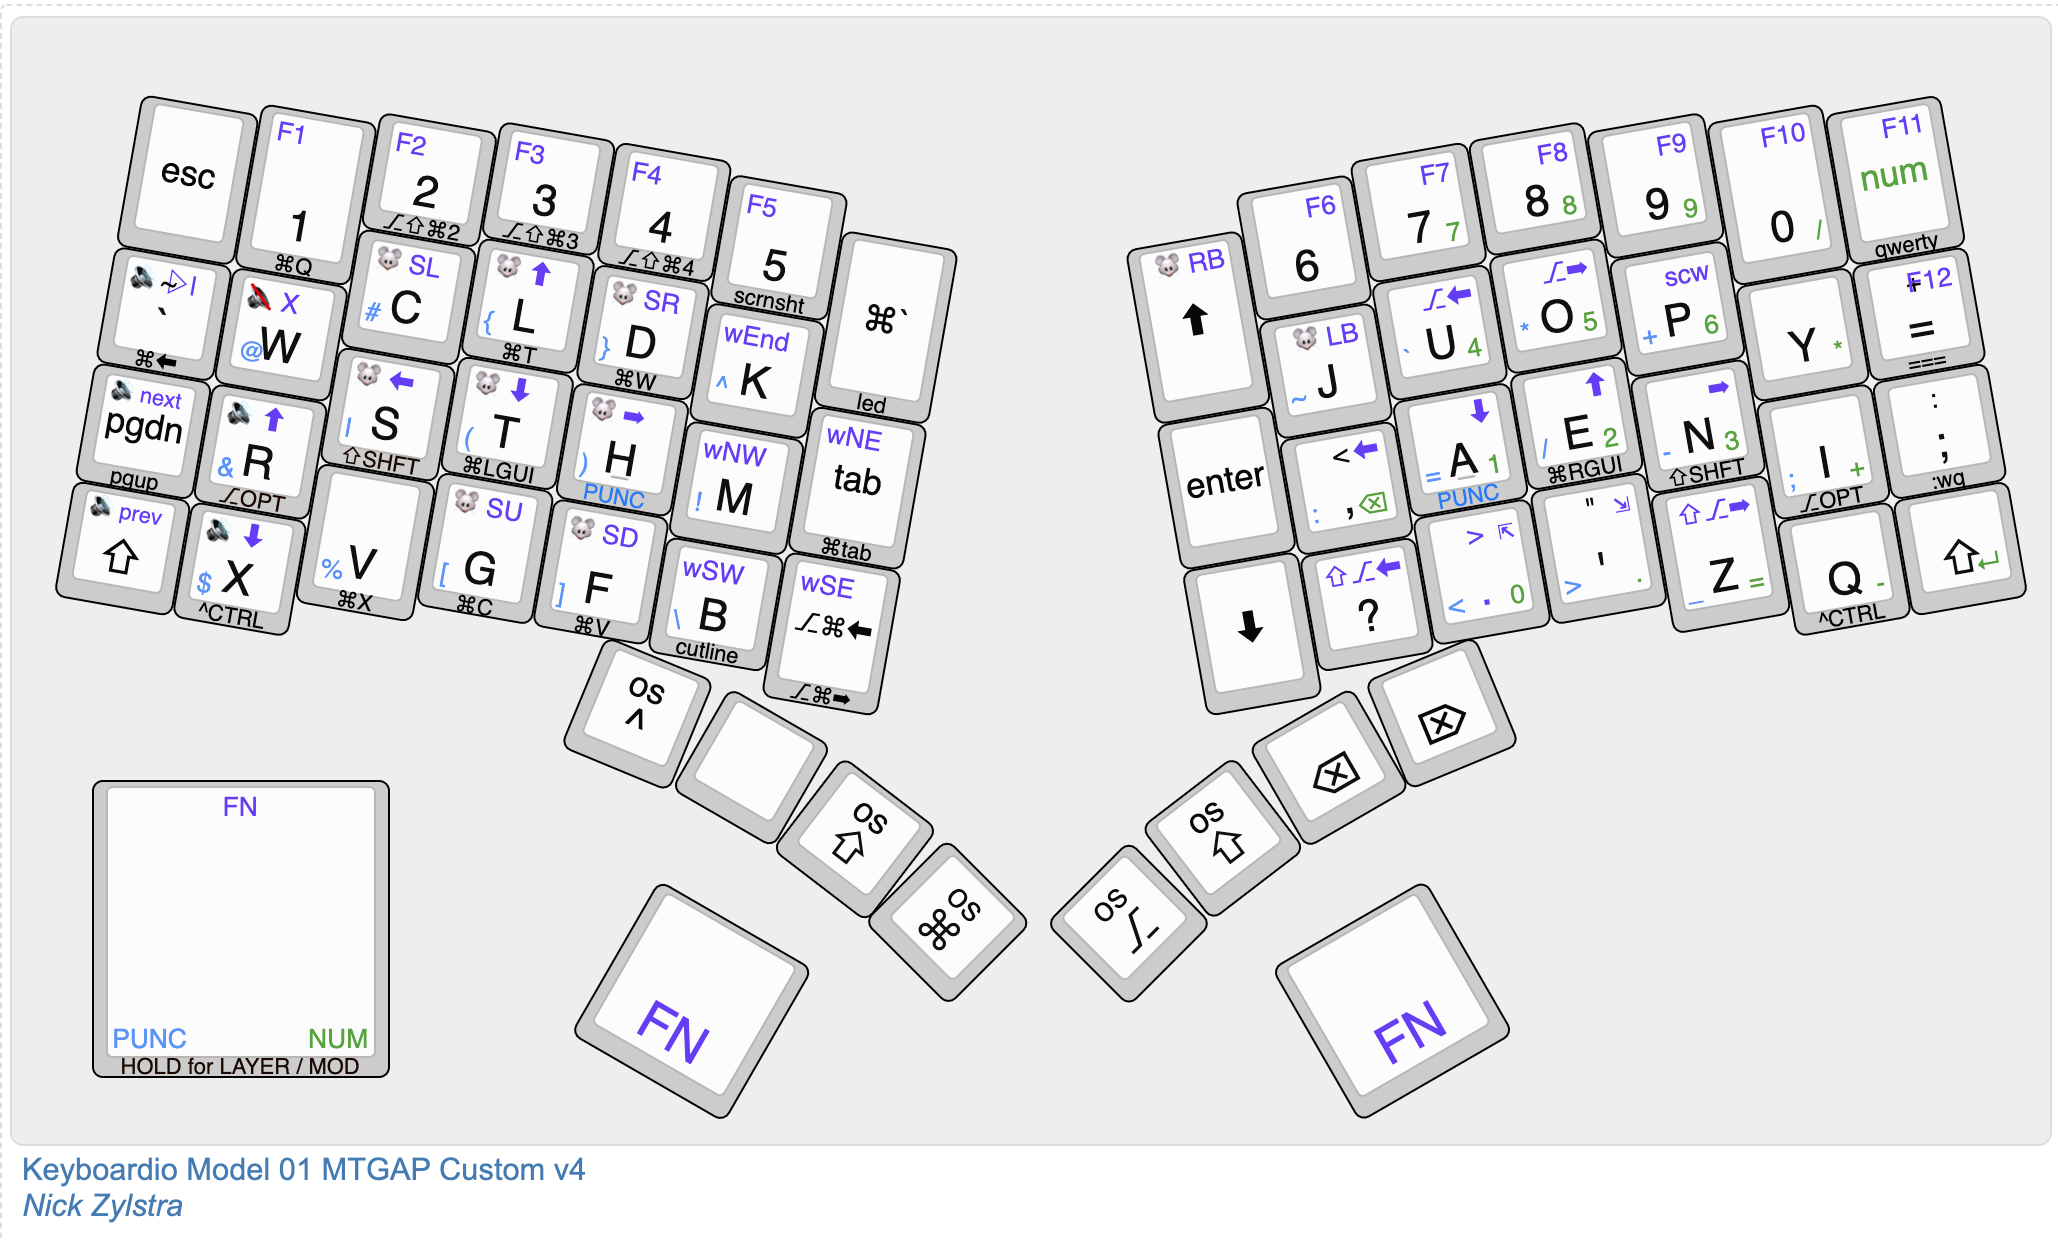 esc
F1
1
⌘Q
F2
2
⌥⇧⌘2
F3
3
⌥⇧⌘3
F4
4
⌥⇧⌘4
F5
5
scrnsht
⌘`
led
`
⌘⬅
X
@W
SL
# C
{ L
⌘T
SR
} D
⌘W
wEnd
^ K
next
pgdn
pgup
& R
⌥OPT
| S
⇧SHFT
( T
⌘LGUI
) H
PUNC
wNW
! M
wNE
tab
⌘tab
prev
⇧
$ X
^CTRL
% V
⌘X
SU
[ G
⌘C
SD
] F
⌘V
wSW
\ B
cutline
wSE
⌥⌘⬅
⌥⌘➡
RB
⬆
F6
6
F7
7 7
F8
8 8
F9
9 9
F10
0 /
F11
num
qwerty
LB
~ J
⌥⬅
` U 4
⌥➡
* O 5
scw
+ P 6
Y *
F12
+
=
===
enter
< ⬅
: , ⌫
⬇
= A 1
PUNC
⬆
/ E 2
⌘RGUI
➡
- N 3
⇧SHFT
; I +
⌥OPT
:
;
:wq
⬇
⇧⌥⬅
?
> ⇱
< . 0
" ⇲
> ' .
⇧⌥➡
_ Z =
Q -
^CTRL
⇧ ↵
os
^
os
⇧
os
⌘
os
⌥
os
⇧
⌫
⌦
FN
PUNC NUM
HOLD for LAYER / MOD
FN
FN
Keyboardio Model 01 MTGAP Custom v4
Nick Zylstra